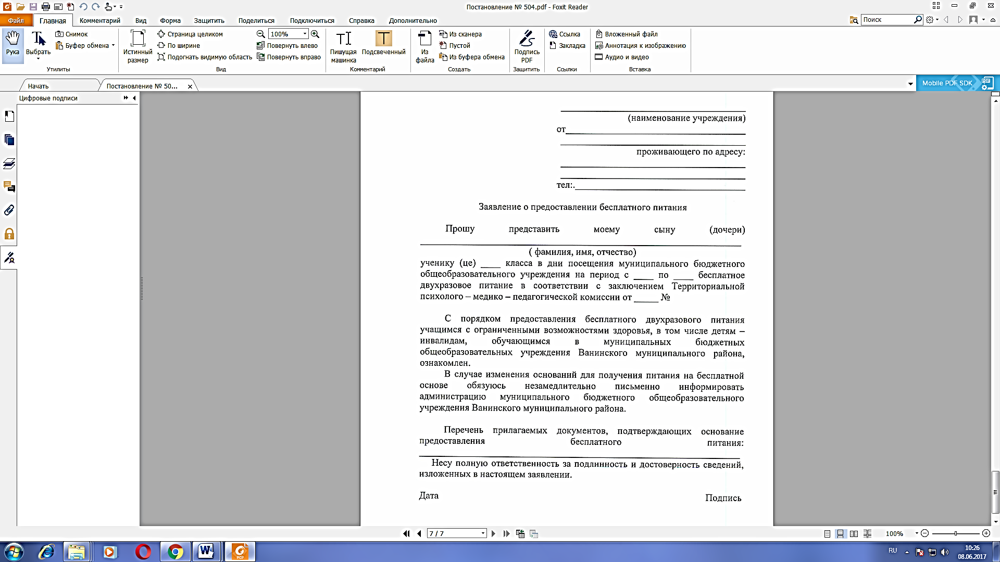 Постановление № 504.pdf - Foxit Reader
Файл Главная Комментарий Вид Форма Защитить Поделиться Подключиться Справка Дополнительно Поиск
Рука
Выбрать
Снимок
Буфер обмена
Утилиты
Истинный размер
Страница целиком
По ширине
Подогнать видимую область
100%
Повернуть влево
Повернуть вправо
Вид
Пишущая машинка
Подсвеченный
Комментарий
Из файла
Из сканера
Пустой
Из буфера обмена
Создать
Подпись PDF
Защитить
Ссылка
Закладка
Ссылки
Вложенный файл
Аннотация к изображению
Аудио и видео
Вставка
Начать
Постановление № 50...
Mobile PDF SDK
Цифровые подписи
(наименование учреждения)
от
проживающего по адресу:
тел:.
Заявление о предоставлении бесплатного питания
Прошу представить моему сыну (дочери)
( фамилия, имя, отчество)
ученику (це) ____ класса в дни посещения муниципального бюджетного
общеобразовательного учреждения на период с ____ по ____ бесплатное
двухразовое питание в соответствии с заключением Территориальной
психолого – медико – педагогической комиссии от _____ №
С порядком предоставления бесплатного двухразового питания
учащимся с ограниченными возможностями здоровья, в том числе детям –
инвалидам, обучающимся в муниципальных бюджетных
общеобразовательных учреждения Ванинского муниципального района,
ознакомлен.
В случае изменения оснований для получения питания на бесплатной
основе обязуюсь незамедлительно письменно информировать
администрацию муниципального бюджетного общеобразовательного
учреждения Ванинского муниципального района.
Перечень прилагаемых документов, подтверждающих основание
предоставления бесплатного питания:
Несу полную ответственность за подлинность и достоверность сведений,
изложенных в настоящем заявлении.
Дата Подпись
7 / 7
100%
RU
10:26
08.06.2017